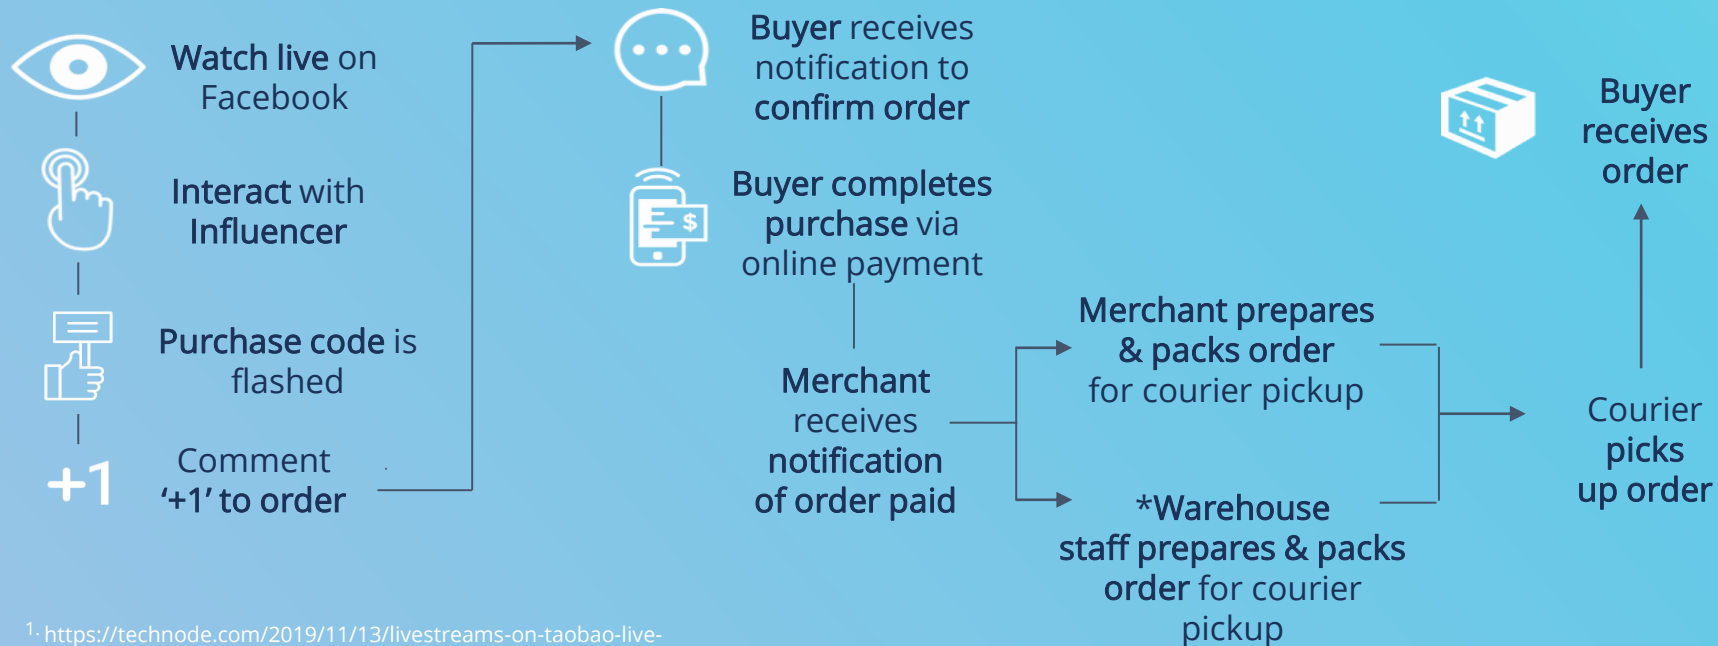 Watch live on
Facebook
Interact with
Influencer
Purchase code is
flashed
+1
Comment
‘+1’ to order
Buyer receives
notification to
confirm order
$
Buyer completes
purchase via
online payment
Merchant
receives
notification
of order paid
Merchant prepares
& packs order
for courier pickup
*Warehouse
staff prepares & packs
order for courier
pickup
Courier
picks
up order
Buyer
receives
order
1. https://technode.com/2019/11/13/livestreams-on-taobao-live-